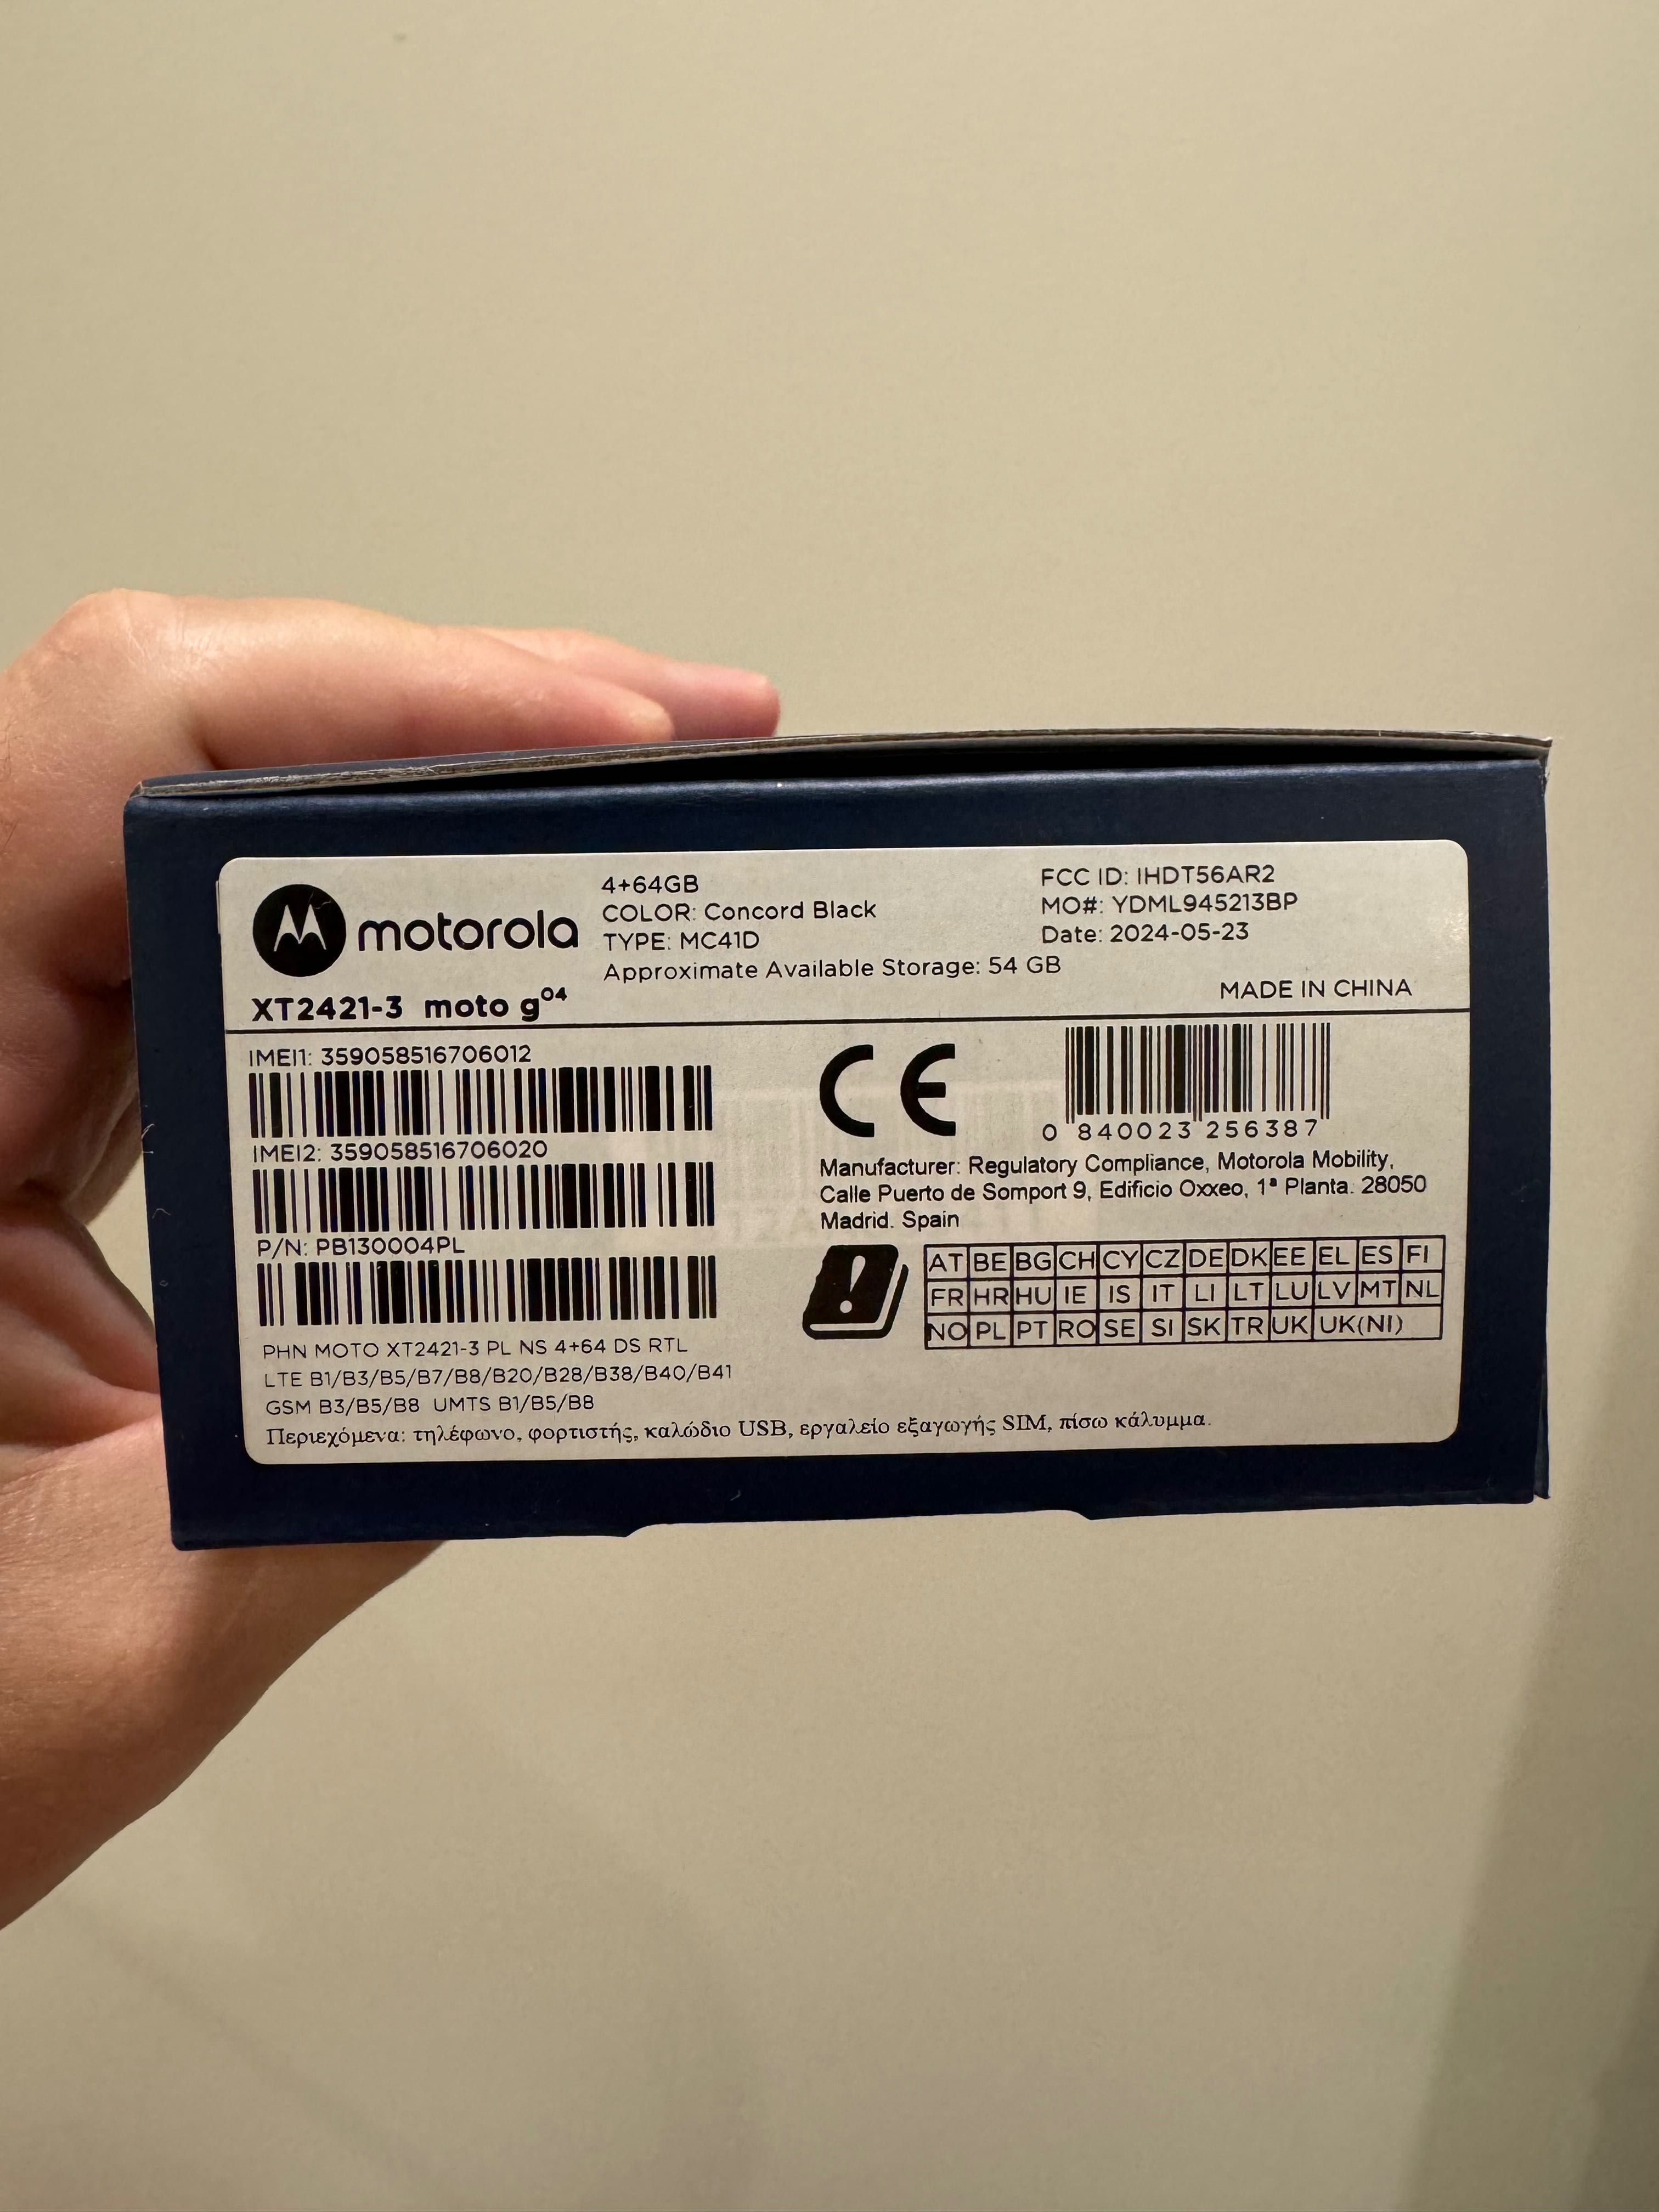 motorola
XT2421-3 moto g04
4+64GB
COLOR: Concord Black
TYPE: MC41D
Approximate Available Storage: 54 GB
FCC ID: IHDT56AR2
MO#: YDML945213BP
Date: 2024-05-23
MADE IN CHINA
IMEI1: 359058516706012
IMEI2: 359058516706020
P/N: PB130004PL
PHN MOTO XT2421-3 PL NS 4+64 DS RTL
LTE B1/B3/B5/B7/B8/B20/B28/B38/B40/B41
GSM B3/B5/B8 UMTS B1/B5/B8
CE
0 840023 256387
Manufacturer: Regulatory Compliance, Motorola Mobility,
Calle Puerto de Somport 9, Edificio Oxxeo, 1ª Planta. 28050
Madrid. Spain
AT BE BG CH CY CZ DE DK EE EL ES FI
FR HR HU IE IS IT LI LT LU LV MT NL
NO PL PT RO SE SI SK TR UK UK(NI)
Περιεχόμενα: τηλέφωνο, φορτιστής, καλώδιο USB, εργαλείο εξαγωγής SIM, πίσω κάλυμμα.